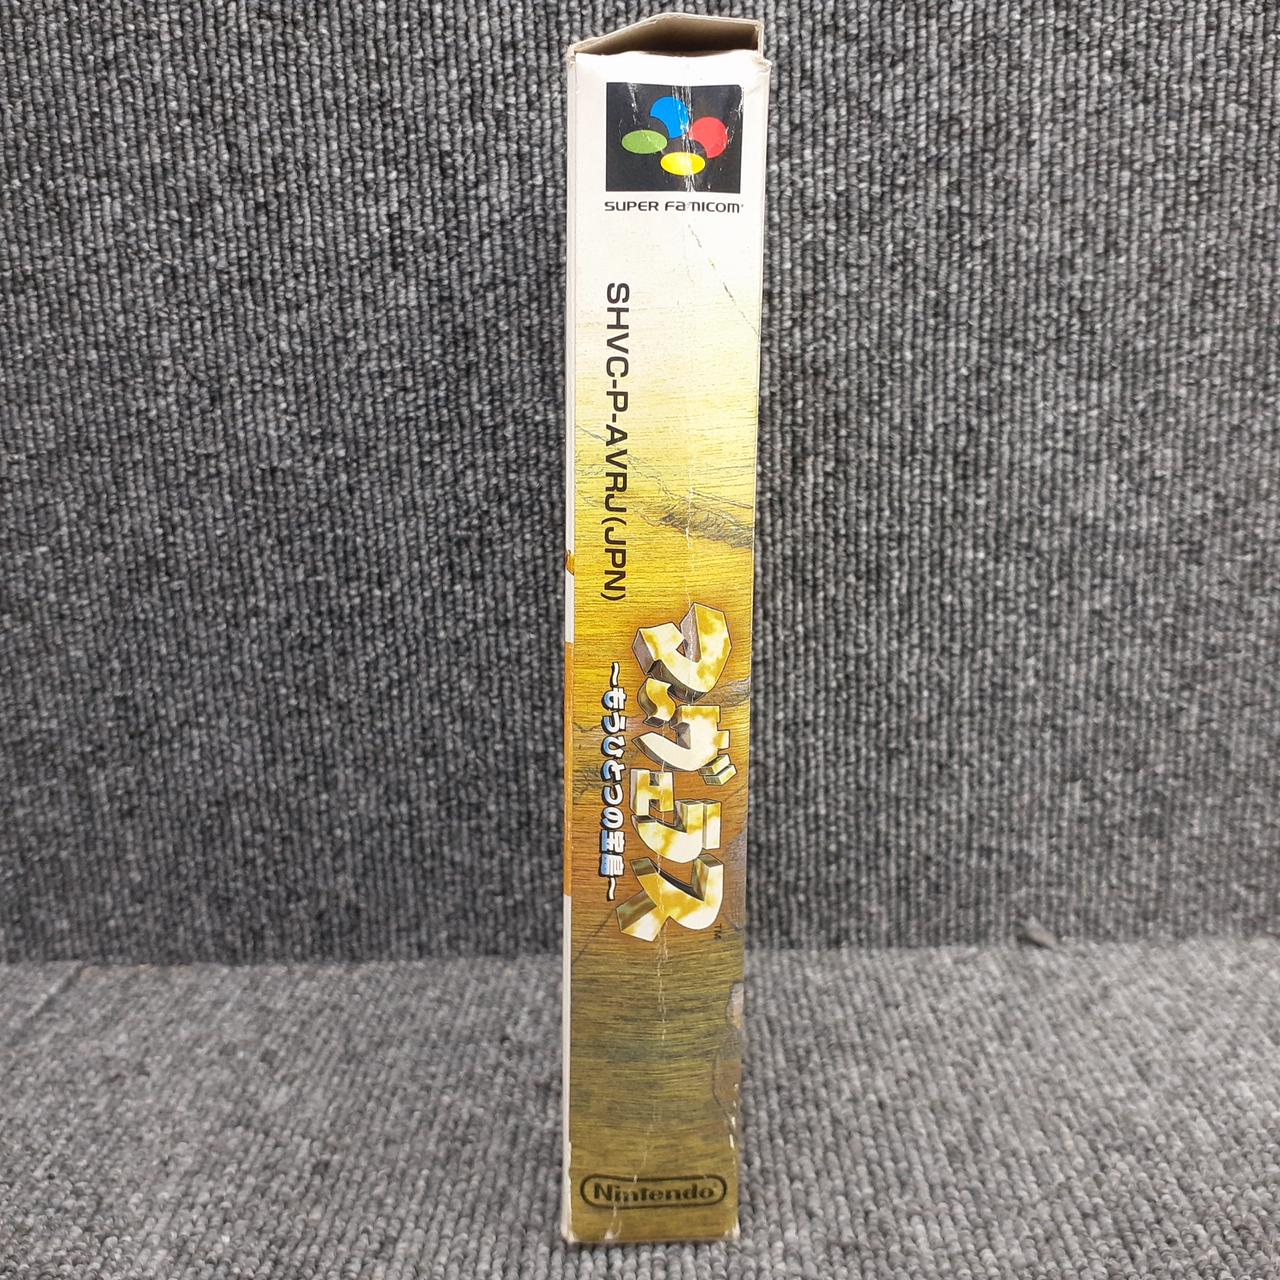 SUPER FAMICOM
SHVC-P-AVRJ(JPN)
マーヴェラス
TM
~もうひとつの宝島~
Nintendo